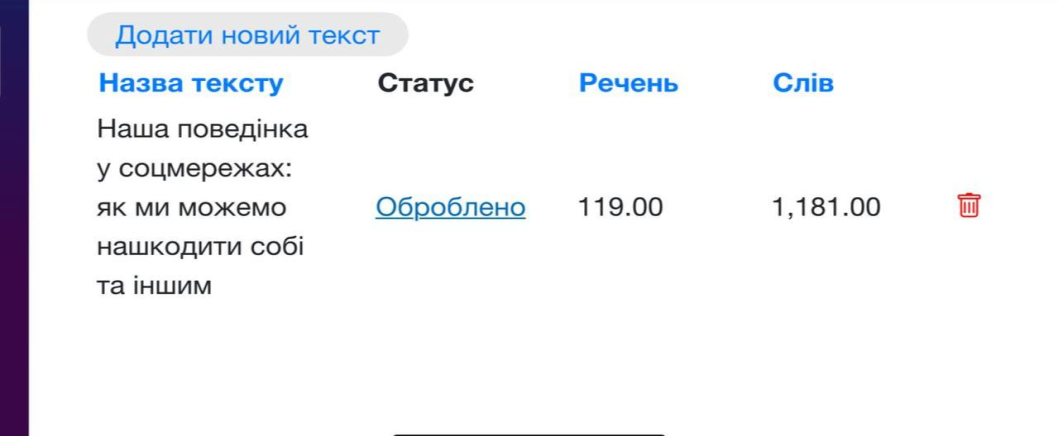 Додати новий текст
Назва тексту Статус Речень Слів
Наша поведінка
у соцмережах:
як ми можемо Оброблено 119.00 1,181.00
нашкодити собі
та іншим